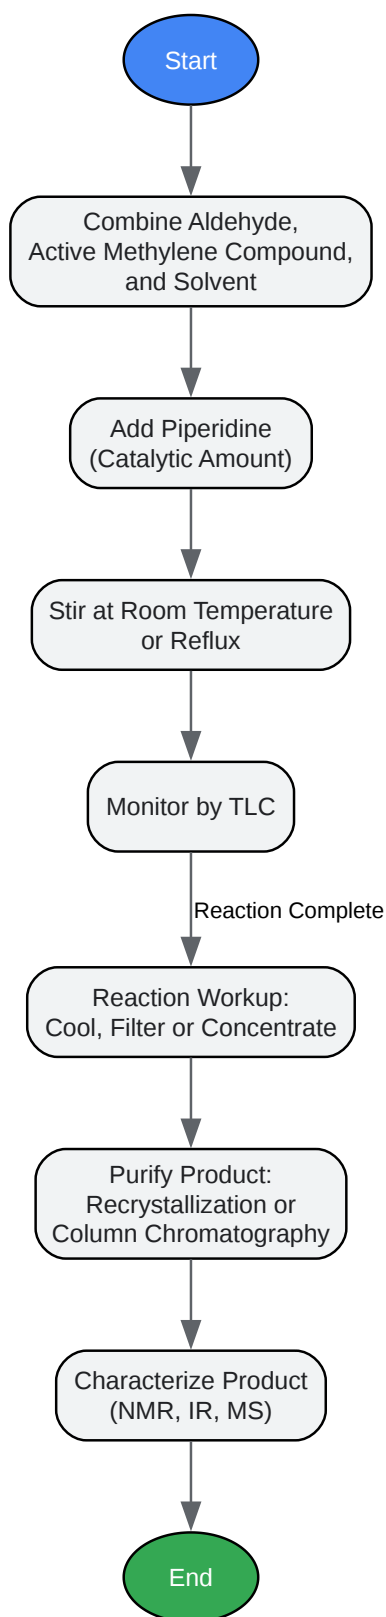 Start
Combine Aldehyde,
Active Methylene Compound,
and Solvent
Add Piperidine
(Catalytic Amount)
Stir at Room Temperature
or Reflux
Monitor by TLC
Reaction Complete
Reaction Workup:
Cool, Filter or Concentrate
Purify Product:
Recrystallization or
Column Chromatography
Characterize Product
(NMR, IR, MS)
End